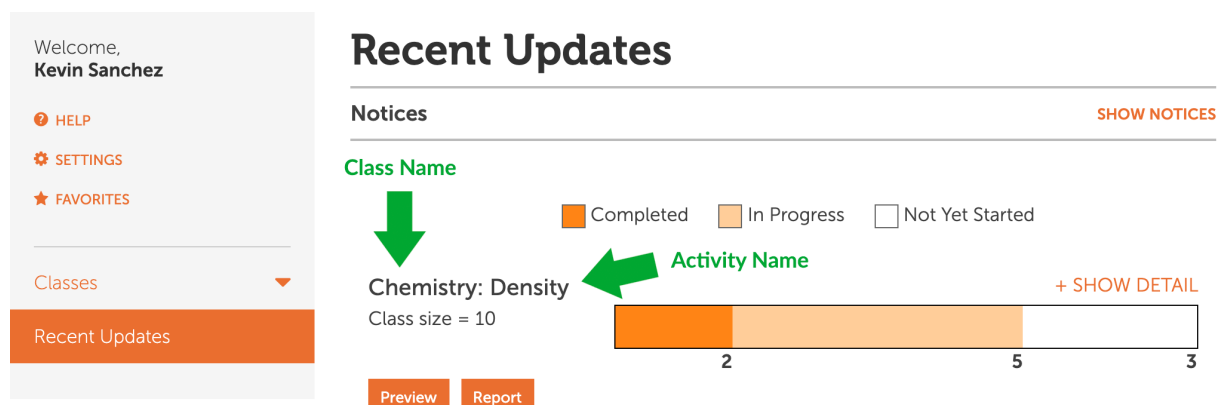 Welcome,
Kevin Sanchez
HELP
SETTINGS
FAVORITES
Classes
Recent Updates
Recent Updates
Notices
SHOW NOTICES
Class Name
Completed
In Progress
Not Yet Started
Activity Name
Chemistry: Density
+ SHOW DETAIL
Class size = 10
2 5 3
Preview Report